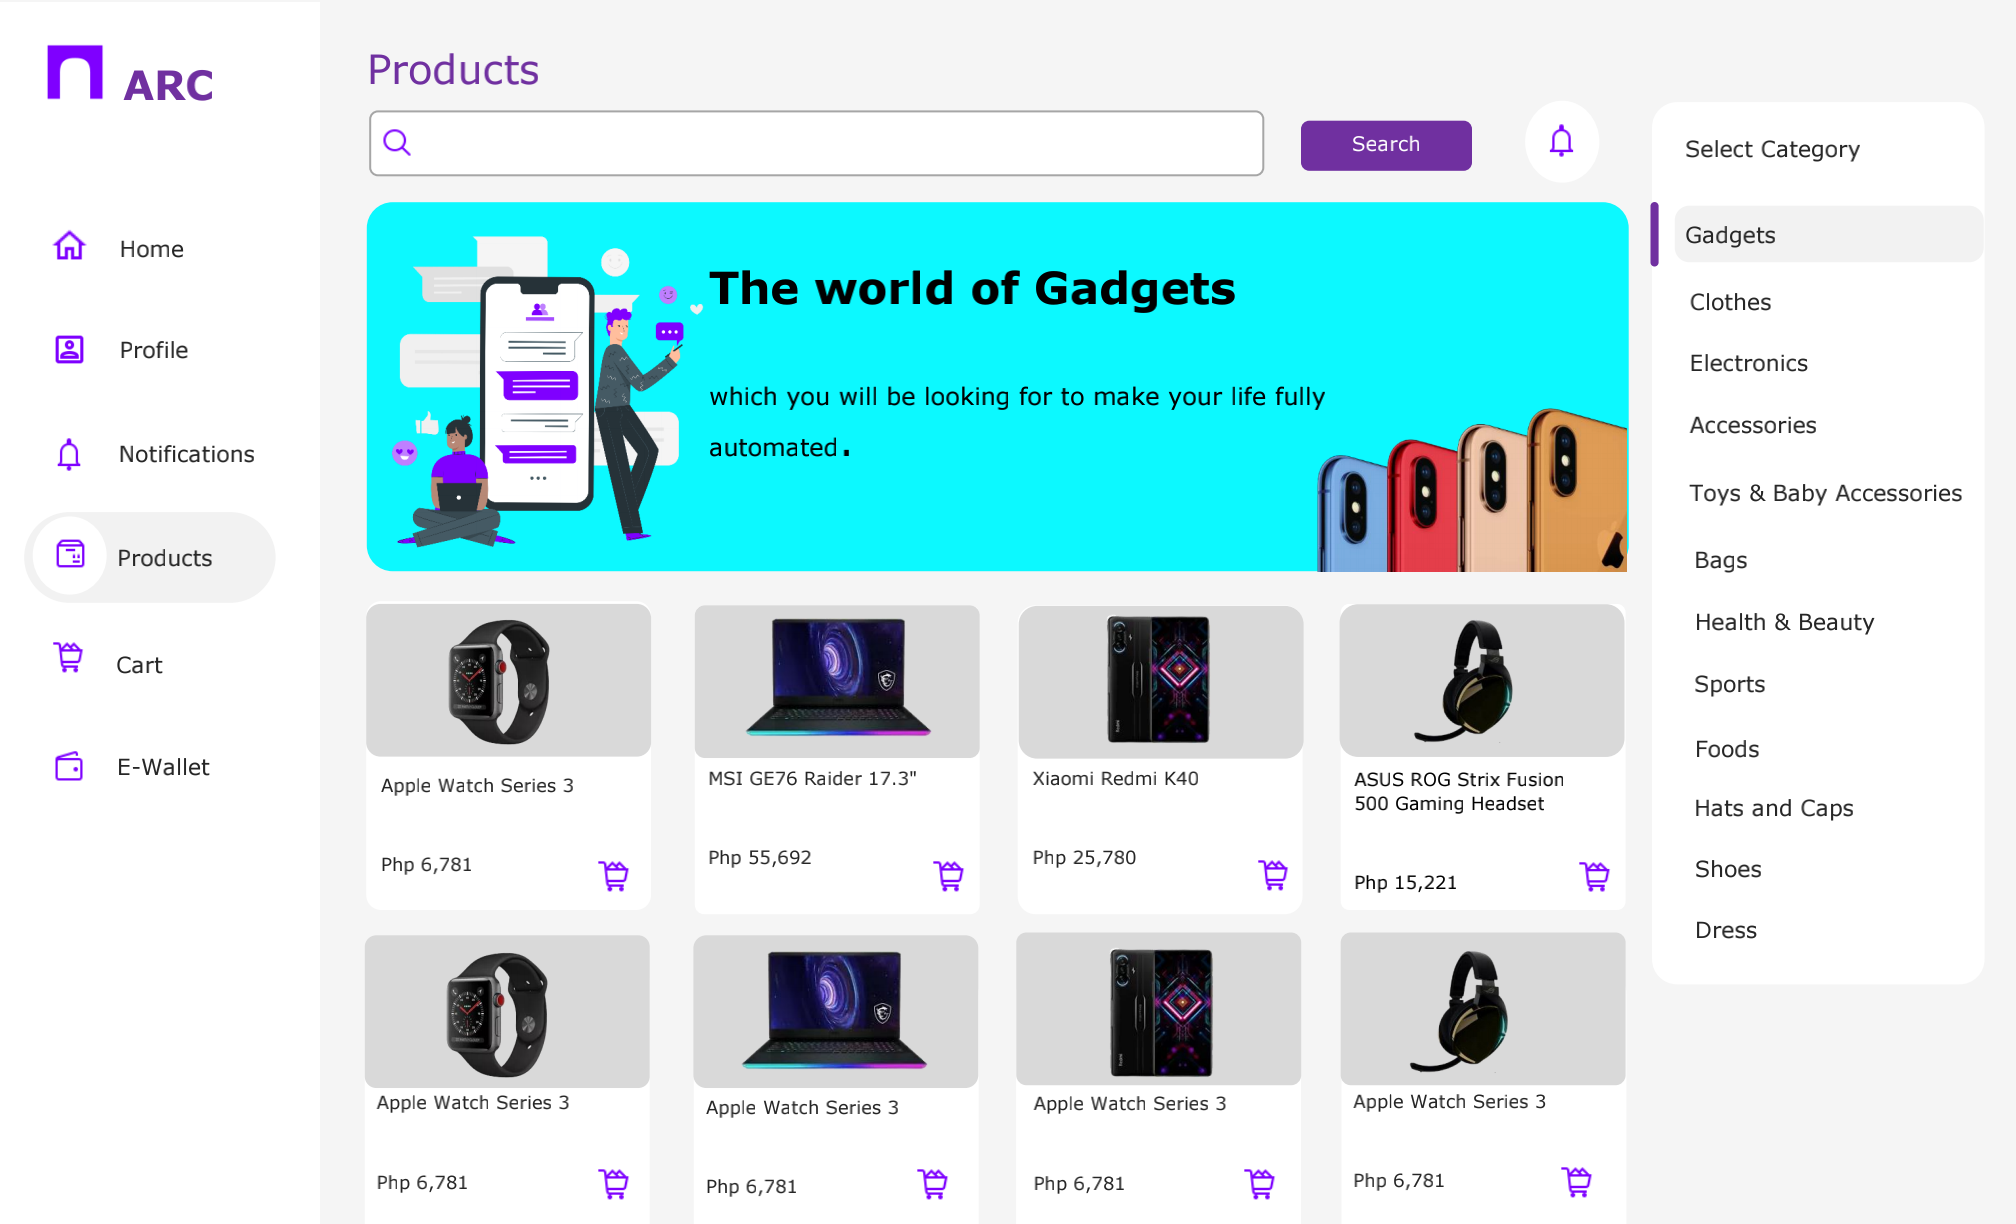 ARC
Home
Profile
Notifications
Products
Cart
E-Wallet
Products
Search
The world of Gadgets
which you will be looking for to make your life fully
automated.
Apple Watch Series 3
Php 6,781
MSI GE76 Raider 17.3"
Php 55,692
Xiaomi Redmi K40
Php 25,780
ASUS ROG Strix Fusion
500 Gaming Headset
Php 15,221
Apple Watch Series 3
Php 6,781
Apple Watch Series 3
Php 6,781
Apple Watch Series 3
Php 6,781
Apple Watch Series 3
Php 6,781
Select Category
Gadgets
Clothes
Electronics
Accessories
Toys & Baby Accessories
Bags
Health & Beauty
Sports
Foods
Hats and Caps
Shoes
Dress